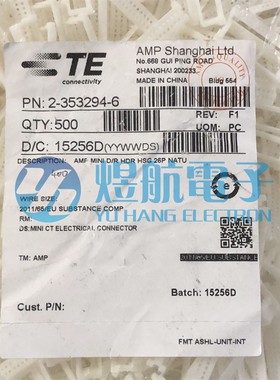 TE
connectivity
AMP Shanghai Ltd.
No.668 GUI PING ROAD
SHANGHAI 200233
MADE IN CHINA
Bldg 554
PN: 2-353294-6
QTY: 500
REV: F1
UOM: PC
D/C: 15256D(YYWWDS)
DESCRIPTION: AMF MINI D/R HDR HSG 26P NATU
WIRE SIZE:
2011/65/EU SUBSTANCE COMP
RM:
DS:MINI CT ELECTRICAL CONNECTOR
煜航電子
YU HANG ELECTRONIC
TM: AMP
Batch: 15256D
Cust. P/N:
FMT ASHL-UNIT-INT